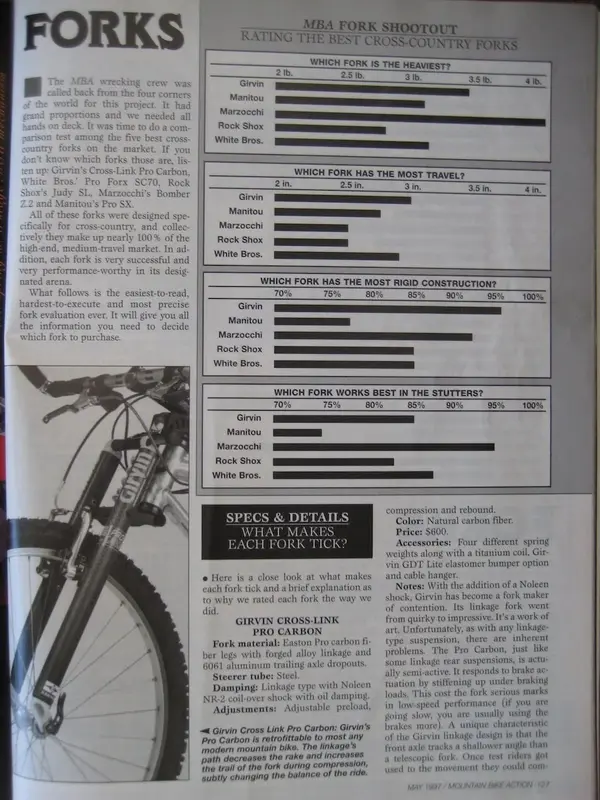 FORKS
The MBA wrecking crew was
called back from the four corners
of the world for this project. It had
grand proportions and we needed all
hands on deck. It was time to do a com-
parison test among the five best cross-
country forks on the market. If you
don't know which forks those are, lis-
ten up: Girvin's Cross-Link Pro Carbon,
White Bros.' Pro Forx SC70, Rock
Shox's Judy SL, Marzocchi's Bomber
Z.2 and Manitou's Pro SX.
All of these forks were designed spe-
cifically for cross-country, and collec-
tively they make up nearly 100% of the
high-end, medium-travel market. In ad-
dition, each fork is very successful and
very performance-worthy in its desig-
nated arena.
What follows is the easiest-to-read,
hardest-to-execute and most precise
fork evaluation ever. It will give you all
the information you need to decide
which fork to purchase.
MBA FORK SHOOTOUT
RATING THE BEST CROSS-COUNTRY FORKS
WHICH FORK IS THE HEAVIEST?
2 lb. 2.5 lb. 3 lb. 3.5 lb. 4 lb.
Girvin
Manitou
Marzocchi
Rock Shox
White Bros.
WHICH FORK HAS THE MOST TRAVEL?
2 in. 2.5 in. 3 in. 3.5 in. 4 in.
Girvin
Manitou
Marzocchi
Rock Shox
White Bros.
WHICH FORK HAS THE MOST RIGID CONSTRUCTION?
70% 75% 80% 85% 90% 95% 100%
Girvin
Manitou
Marzocchi
Rock Shox
White Bros.
WHICH FORK WORKS BEST IN THE STUTTERS?
70% 75% 80% 85% 90% 95% 100%
Girvin
Manitou
Marzocchi
Rock Shox
White Bros.
GIRVIN
SPECS & DETAILS
WHAT MAKES
EACH FORK TICK?
• Here is a close look at what makes
each fork tick and a brief explanation as
to why we rated each fork the way we
did.
GIRVIN CROSS-LINK
PRO CARBON
Fork material: Easton Pro carbon fi-
ber legs with forged alloy linkage and
6061 aluminum trailing axle dropouts.
Steerer tube: Steel.
Damping: Linkage type with Noleen
NR-2 coil-over shock with oil damping.
Adjustments: Adjustable preload,
◄ Girvin Cross Link Pro Carbon: Girvin's
Pro Carbon is retrofittable to most any
modern mountain bike. The linkage's
path decreases the rake and increases
the trail of the fork during compression,
subtly changing the balance of the ride.
compression and rebound.
Color: Natural carbon fiber.
Price: $600.
Accessories: Four different spring
weights along with a titanium coil. Gir-
vin GDT Lite elastomer bumper option
and cable hanger.
Notes: With the addition of a Noleen
shock, Girvin has become a fork maker
of contention. Its linkage fork went
from quirky to impressive. It's a work of
art. Unfortunately, as with any linkage-
type suspension, there are inherent
problems. The Pro Carbon, just like
some linkage rear suspensions, is actu-
ally semi-active. It responds to brake ac-
tuation by stiffening up under braking
loads. This cost the fork serious marks
in low-speed performance (if you are
going slow, you are usually using the
brakes more). A unique characteristic
of the Girvin linkage design is that the
front axle tracks a shallower angle than
a telescopic fork. Once test riders got
used to the movement they could com-
MAY 1997 / MOUNTAIN BIKE ACTION